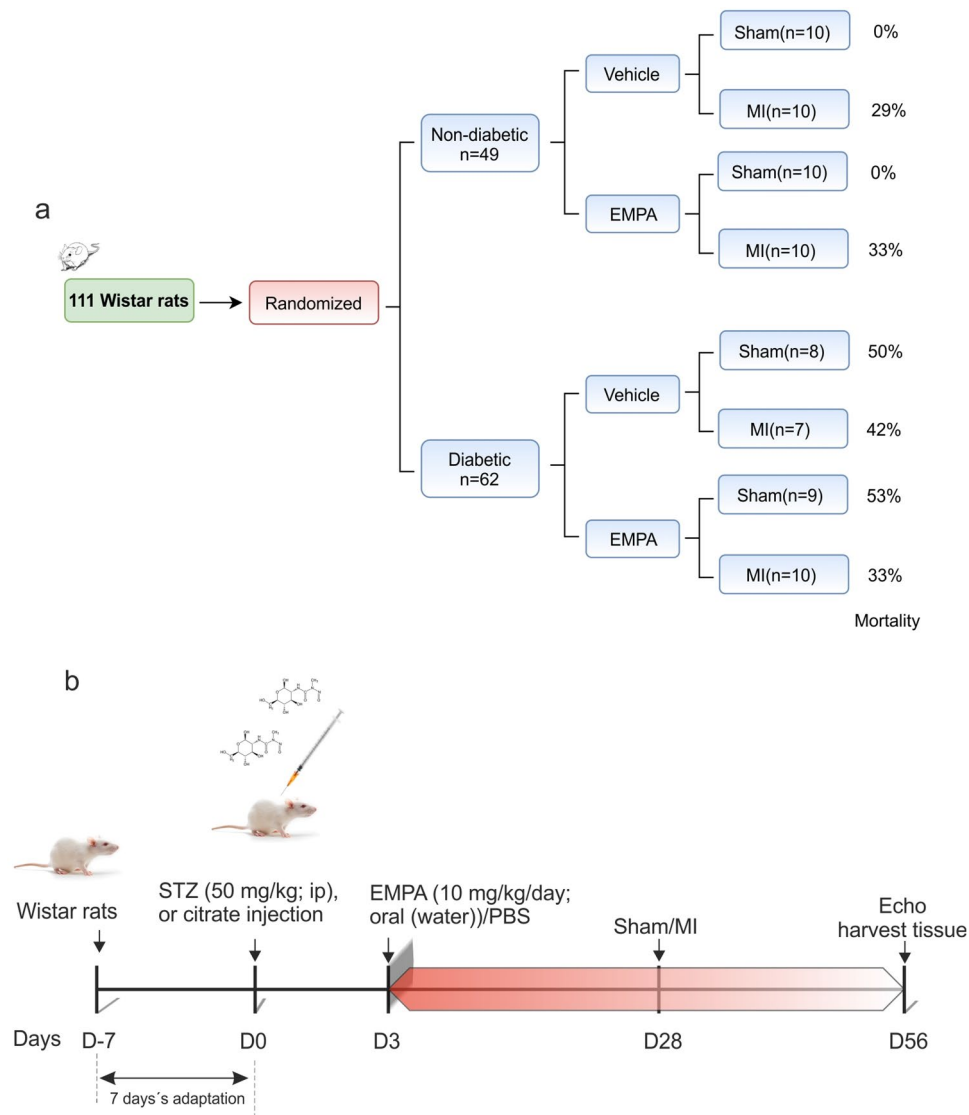 a
111 Wistar rats
Randomized
Non-diabetic
n=49
Diabetic
n=62
Vehicle
EMPA
Vehicle
EMPA
Sham(n=10) 0%
MI(n=10) 29%
Sham(n=10) 0%
MI(n=10) 33%
Sham(n=8) 50%
MI(n=7) 42%
Sham(n=9) 53%
MI(n=10) 33%
Mortality
b
Wistar rats
STZ (50 mg/kg; ip),
or citrate injection
EMPA (10 mg/kg/day;
oral (water))/PBS
Sham/MI
Echo
harvest tissue
Days D-7 D0 D3 D28 D56
7 days´s adaptation